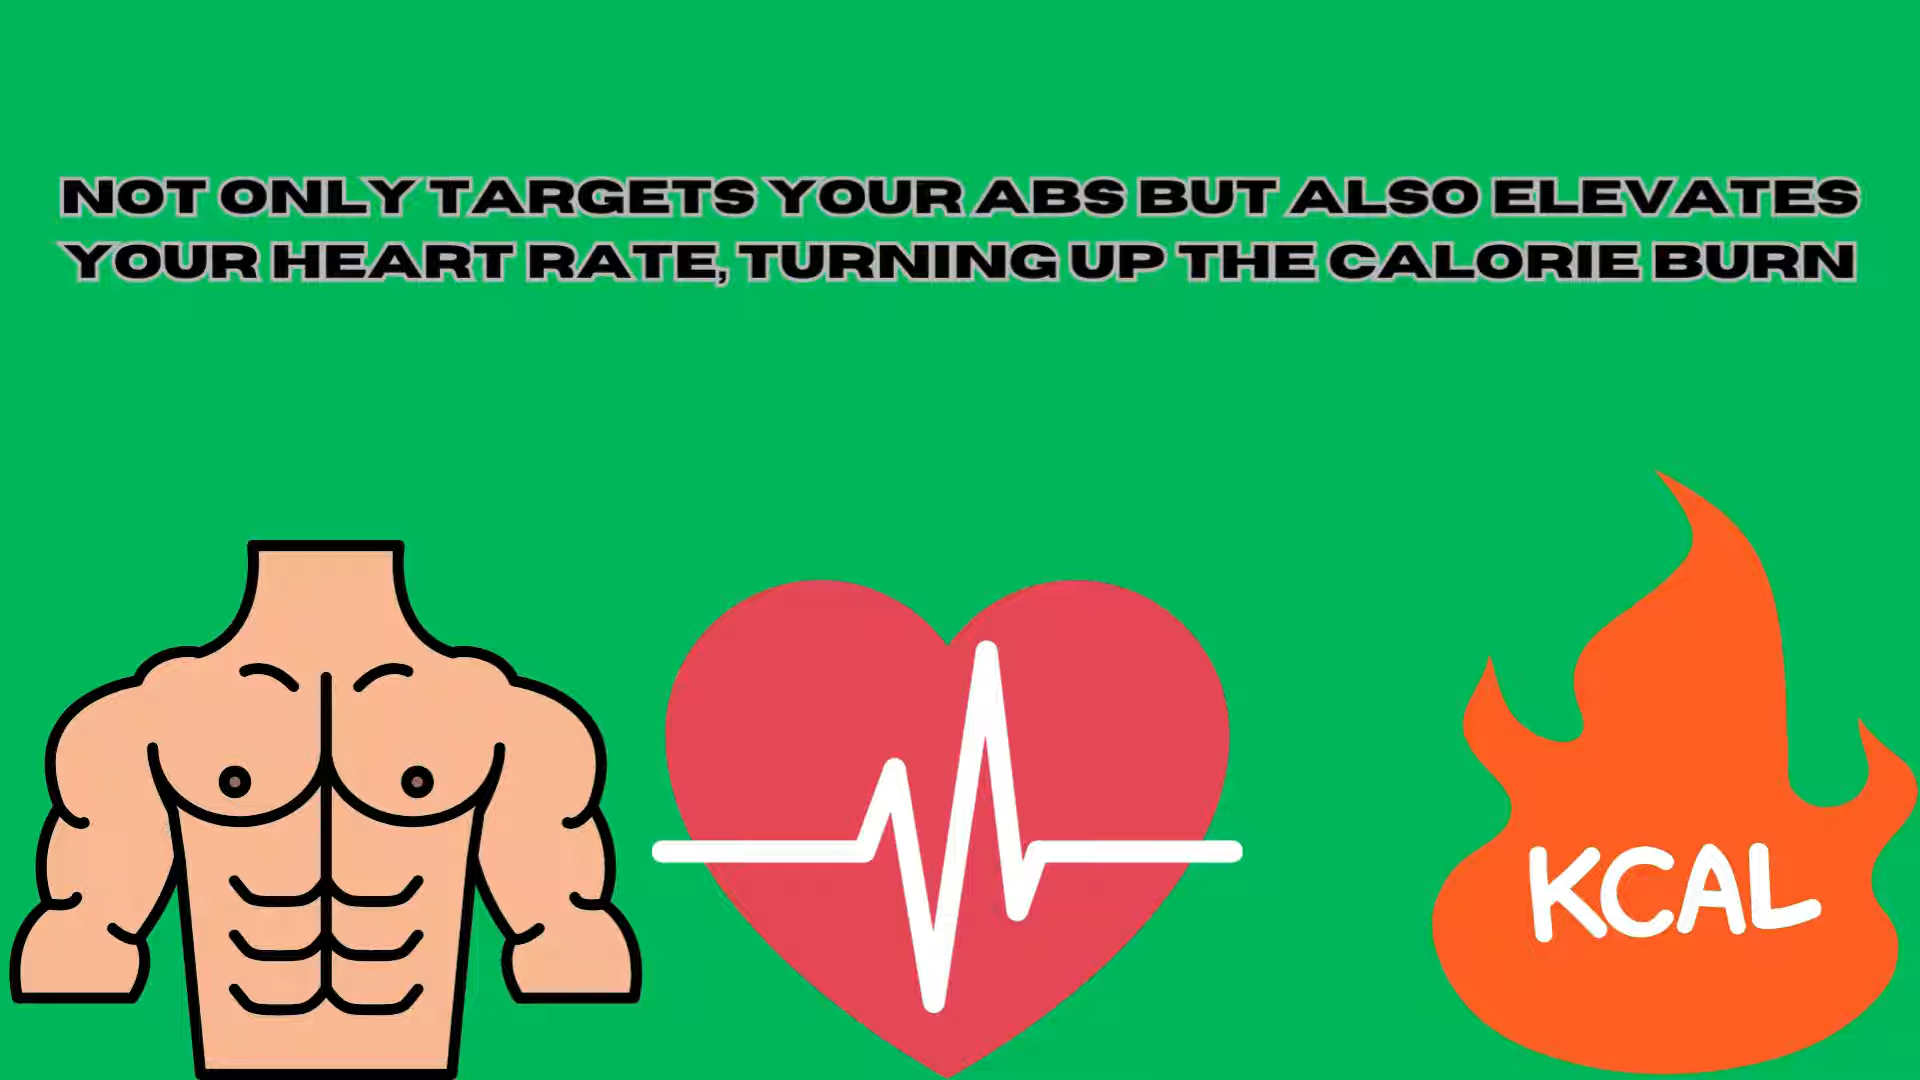 NOT ONLY TARGETS YOUR ABS BUT ALSO ELEVATES
YOUR HEART RATE, TURNING UP THE CALORIE BURN
KCAL